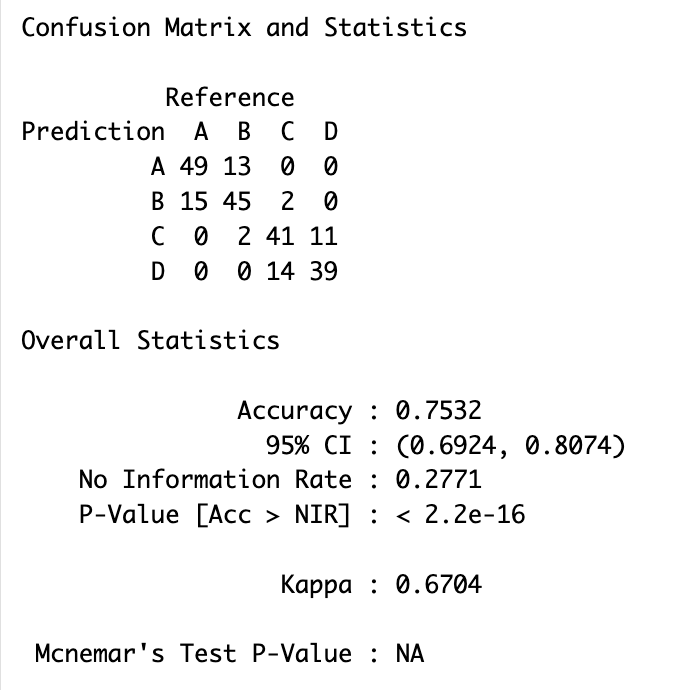 Confusion Matrix and Statistics
Reference
Prediction A B C D
A 49 13 0 0
B 15 45 2 0
C 0 2 41 11
D 0 0 14 39
Overall Statistics
Accuracy : 0.7532
95% CI : (0.6924, 0.8074)
No Information Rate : 0.2771
P-Value [Acc > NIR] : < 2.2e-16
Kappa : 0.6704
Mcnemar's Test P-Value : NA